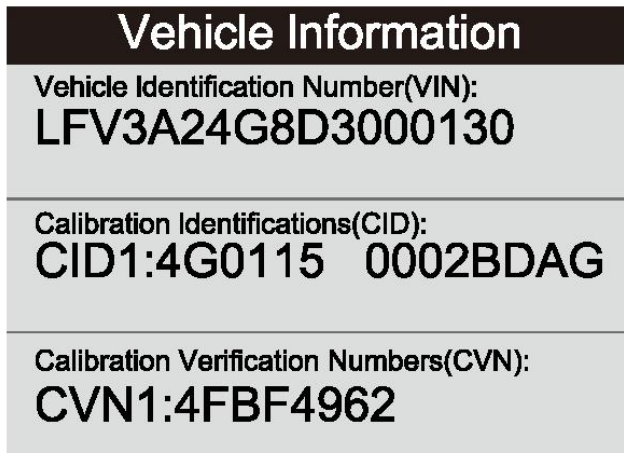 Vehicle Information
Vehicle Identification Number(VIN):
LFV3A24G8D3000130
Calibration Identifications(CID):
CID1:4G0115   0002BDAG
Calibration Verification Numbers(CVN):
CVN1:4FBF4962